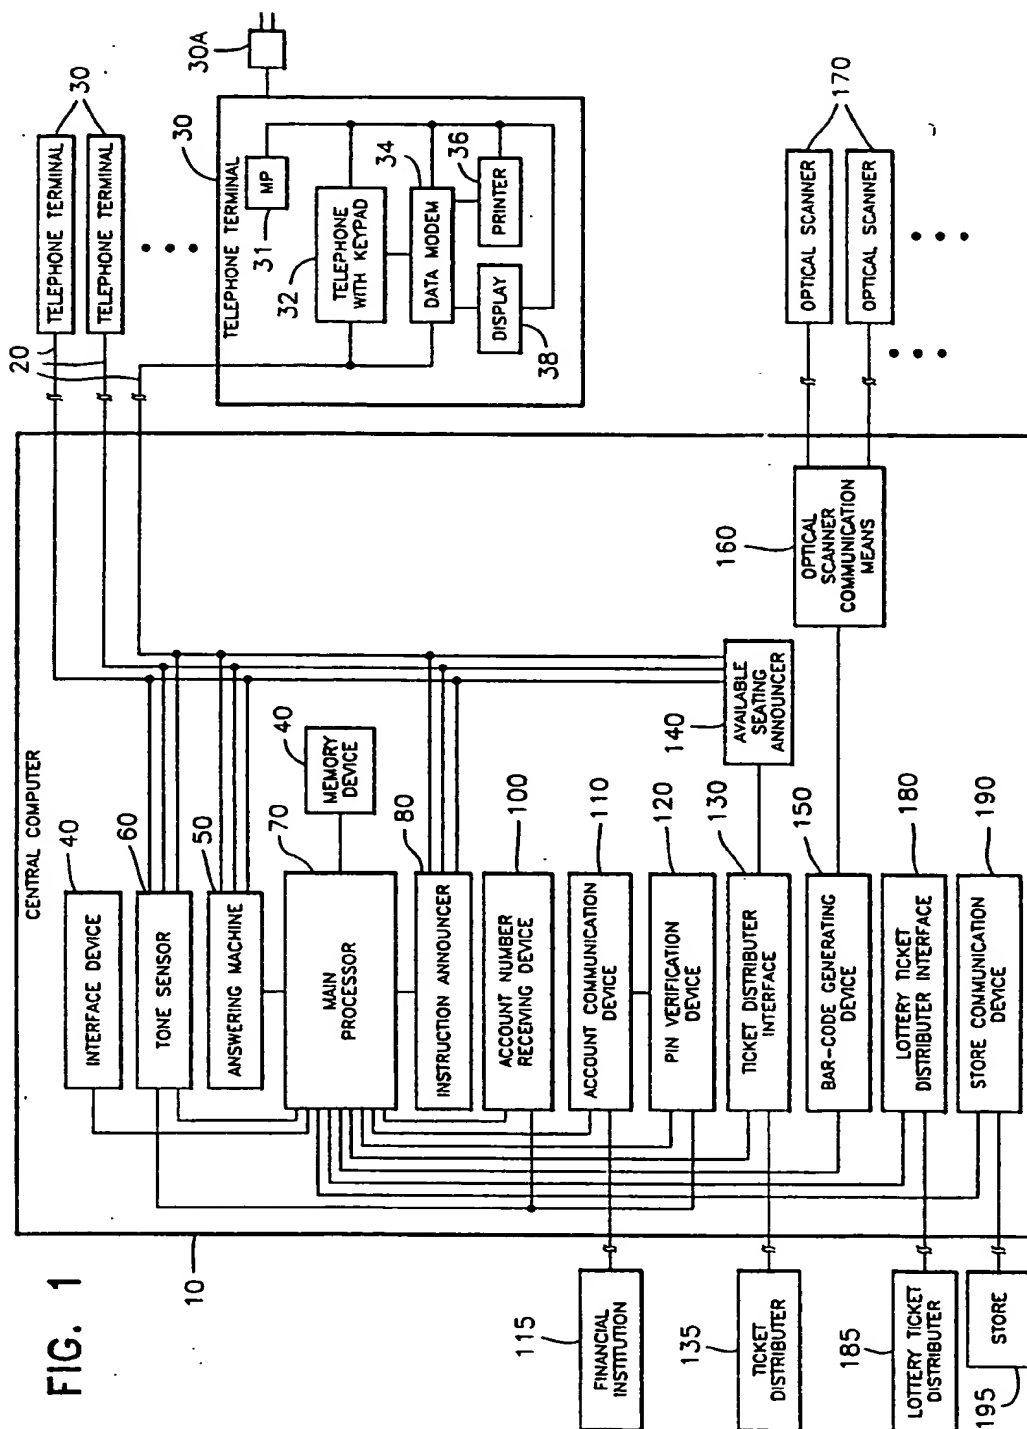 FIG. 1
10
CENTRAL COMPUTER
40
INTERFACE DEVICE
60
TONE SENSOR
50
ANSWERING MACHINE
70
MAIN
PROCESSOR
40
MEMORY
DEVICE
80
INSTRUCTION ANNOUNCER
100
ACCOUNT NUMBER
RECEIVING DEVICE
110
ACCOUNT COMMUNICATION
DEVICE
120
PIN VERIFICATION
DEVICE
130
TICKET DISTRIBUTER
INTERFACE
140
AVAILABLE
SEATING
ANNOUNCER
150
BAR-CODE GENERATING
DEVICE
160
OPTICAL
SCANNER
COMMUNICATION
MEANS
180
LOTTERY TICKET
DISTRIBUTER INTERFACE
190
STORE COMMUNICATION
DEVICE
115
FINANCIAL
INSTITUTION
135
TICKET
DISTRIBUTER
185
LOTTERY TICKET
DISTRIBUTER
195
STORE
20
TELEPHONE TERMINAL
TELEPHONE TERMINAL
30
30
30A
TELEPHONE TERMINAL
MP
31
32
TELEPHONE
WITH KEYPAD
34
DATA MODEM
36
PRINTER
DISPLAY
38
OPTICAL SCANNER
OPTICAL SCANNER
170